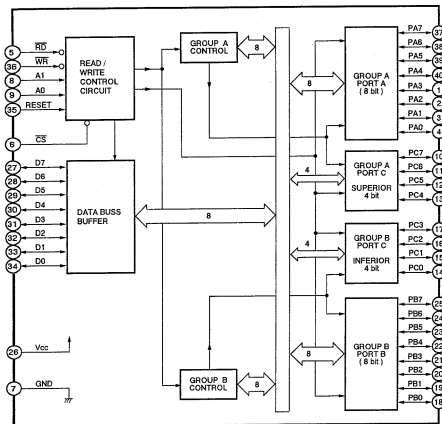 5 RD
36 WR
8 A1
9 A0
35 RESET
6 CS
READ /
WRITE
CONTROL
CIRCUIT
27 D7
28 D6
29 D5
30 D4
31 D3
32 D2
33 D1
34 D0
DATA BUSS
BUFFER
8
26 Vcc
7 GND
GROUP A
CONTROL
8
GROUP B
CONTROL
8
8
GROUP A
PORT A
( 8 bit )
PA7 37
PA6 38
PA5 39
PA4 40
PA3 1
PA2 2
PA1
PA0 4
4
GROUP A
PORT C
SUPERIOR
4 bit
PC7 10
PC6 11
PC5 12
PC4 13
4
GROUP B
PORT C
INFERIOR
4 bit
PC3 17
PC2 16
PC1 15
PC0 14
8
GROUP B
PORT B
( 8 bit )
PB7 25
PB6 24
PB5 23
PB4 22
PB3 21
PB2 20
PB1 19
PB0 18